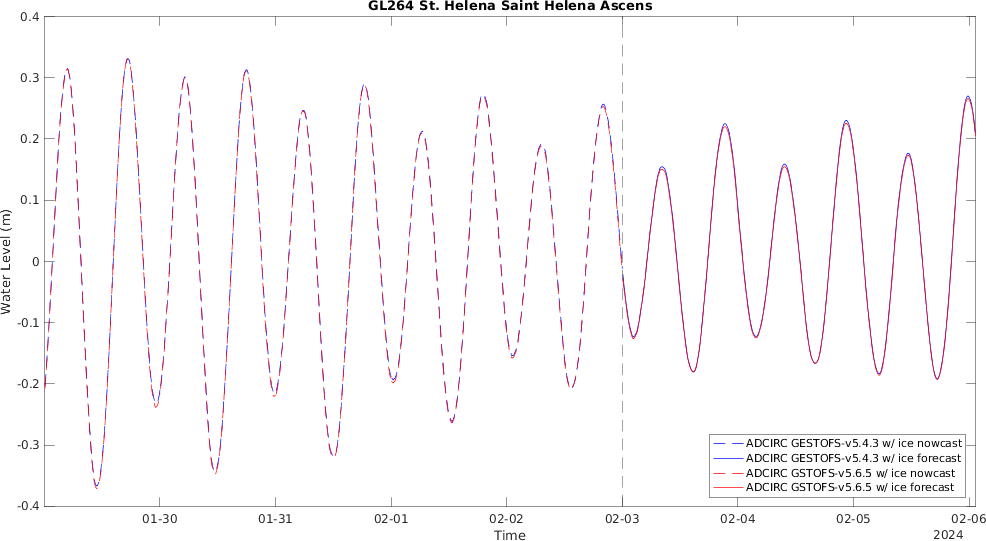 GL264 St. Helena Saint Helena Ascens
0.4
0.3
0.2
0.1
0
-0.1
-0.2
-0.3
-0.4
Water Level (m)
ADCIRC GESTOFS-v5.4.3 w/ ice nowcast
ADCIRC GESTOFS-v5.4.3 w/ ice forecast
ADCIRC GSTOFS-v5.6.5 w/ ice nowcast
ADCIRC GSTOFS-v5.6.5 w/ ice forecast
01-30 01-31 02-01 02-02 02-03 02-04 02-05 02-06
Time
2024